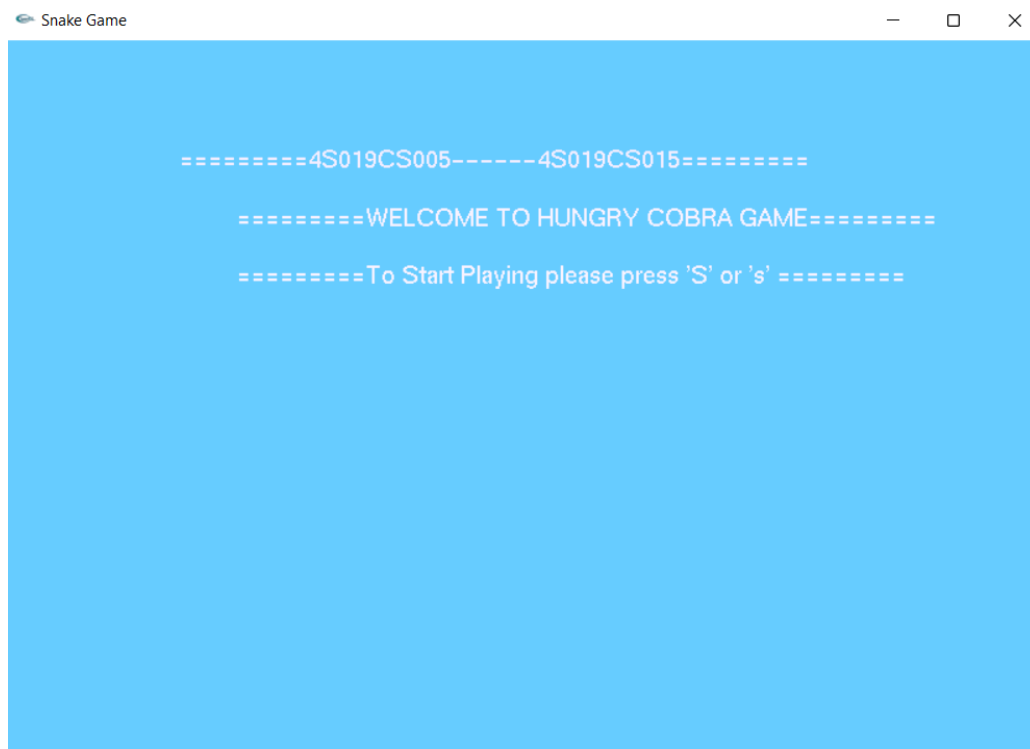 Snake Game
=========4S019CS005------4S019CS015=========
=========WELCOME TO HUNGRY COBRA GAME=========
=========To Start Playing please press 'S' or 's' =========